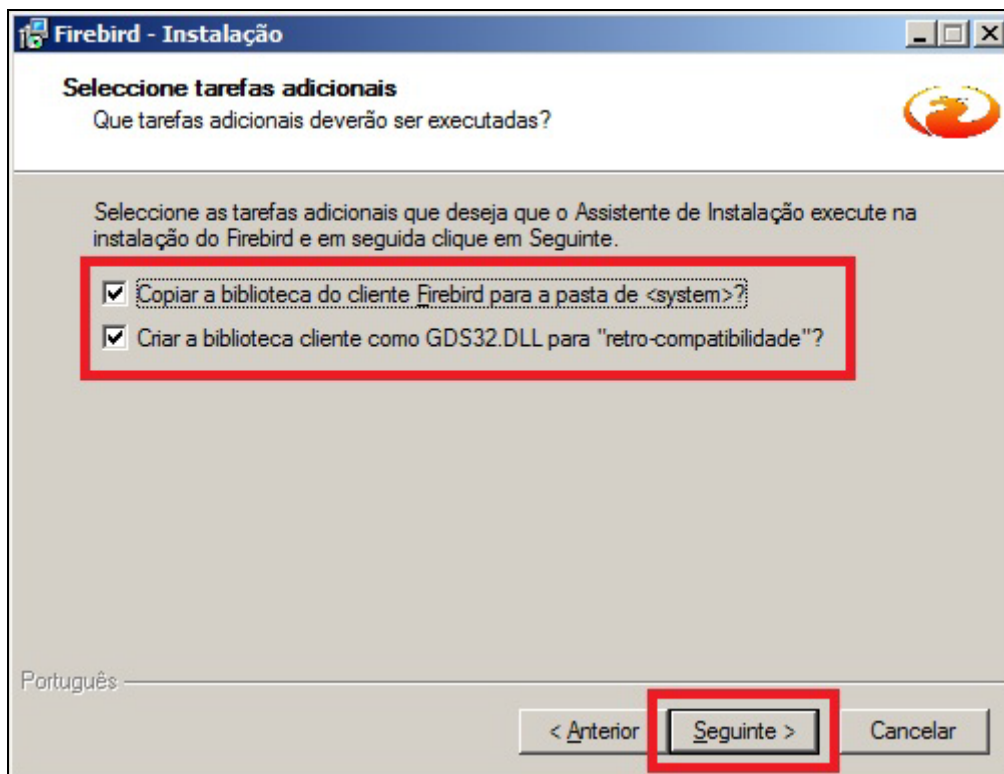 Firebird - Instalação
Seleccione tarefas adicionais
Que tarefas adicionais deverão ser executadas?
Seleccione as tarefas adicionais que deseja que o Assistente de Instalação execute na
instalação do Firebird e em seguida clique em Seguinte.
Copiar a biblioteca do cliente Firebird para a pasta de <system>?
Criar a biblioteca cliente como GDS32.DLL para "retro-compatibilidade"?
Português
< Anterior
Seguinte >
Cancelar